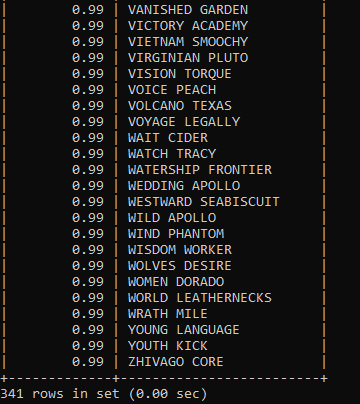 | 0.99 | VANISHED GARDEN |
| 0.99 | VICTORY ACADEMY |
| 0.99 | VIETNAM SMOOCHY |
| 0.99 | VIRGINIAN PLUTO |
| 0.99 | VISION TORQUE |
| 0.99 | VOICE PEACH |
| 0.99 | VOLCANO TEXAS |
| 0.99 | VOYAGE LEGALLY |
| 0.99 | WAIT CIDER |
| 0.99 | WATCH TRACY |
| 0.99 | WATERSHIP FRONTIER |
| 0.99 | WEDDING APOLLO |
| 0.99 | WESTWARD SEABISCUIT |
| 0.99 | WILD APOLLO |
| 0.99 | WIND PHANTOM |
| 0.99 | WISDOM WORKER |
| 0.99 | WOLVES DESIRE |
| 0.99 | WOMEN DORADO |
| 0.99 | WORLD LEATHERNECKS |
| 0.99 | WRATH MILE |
| 0.99 | YOUNG LANGUAGE |
| 0.99 | YOUTH KICK |
| 0.99 | ZHIVAGO CORE |
+-------------+-------------------------+
341 rows in set (0.00 sec)